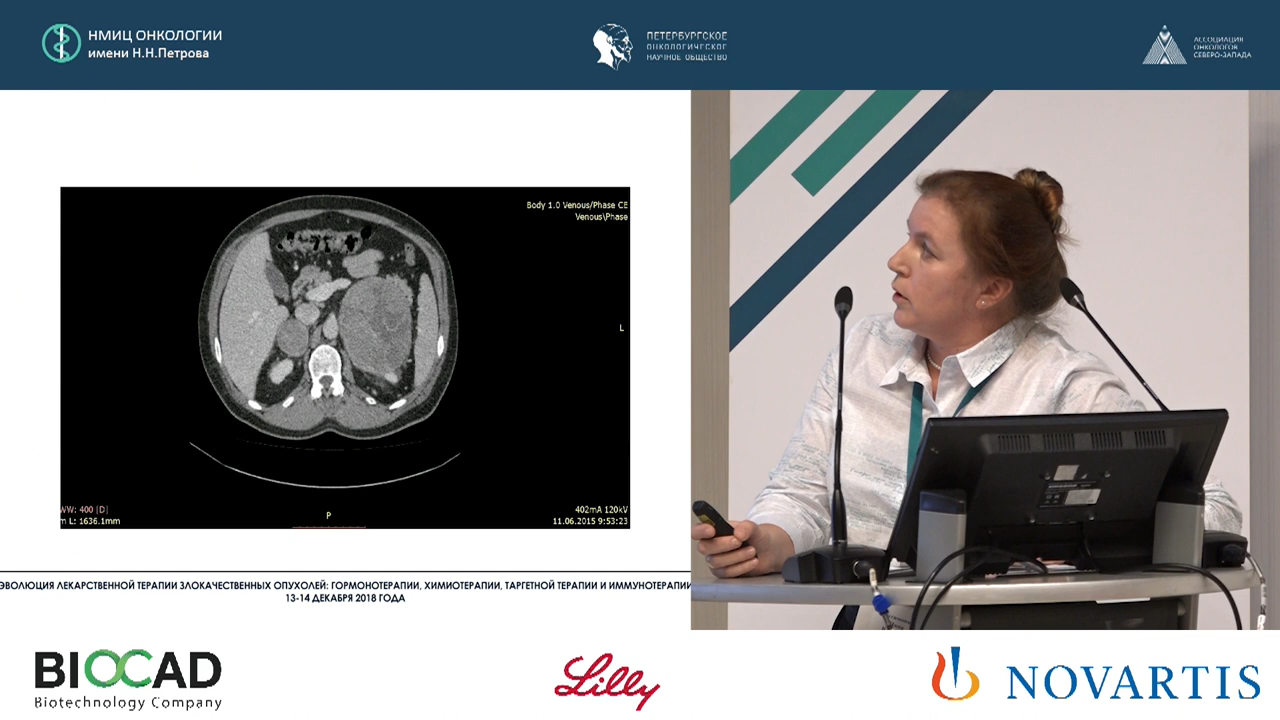 НМИЦ ОНКОЛОГИИ
имени Н.Н.Петрова
ПЕТЕРБУРГСКОЕ
ОНКОЛОГИЧЕСКОЕ
НАУЧНОЕ ОБЩЕСТВО
АССОЦИАЦИЯ
ОНКОЛОГОВ
СЕВЕРО-ЗАПАДА
Body 1.0 Venous/Phase CE
Venous\Phase
L
WW: 400 [D]
m L: 1636.1mm
P
402mA 120kV
11.06.2015 9:53:23
ЭВОЛЮЦИЯ ЛЕКАРСТВЕННОЙ ТЕРАПИИ ЗЛОКАЧЕСТВЕННЫХ ОПУХОЛЕЙ: ГОРМОНОТЕРАПИИ, ХИМИОТЕРАПИИ, ТАРГЕТНОЙ ТЕРАПИИ И ИММУНОТЕРАПИИ
13-14 ДЕКАБРЯ 2018 ГОДА
BIOCAD
Biotechnology Company
Lilly
NOVARTIS